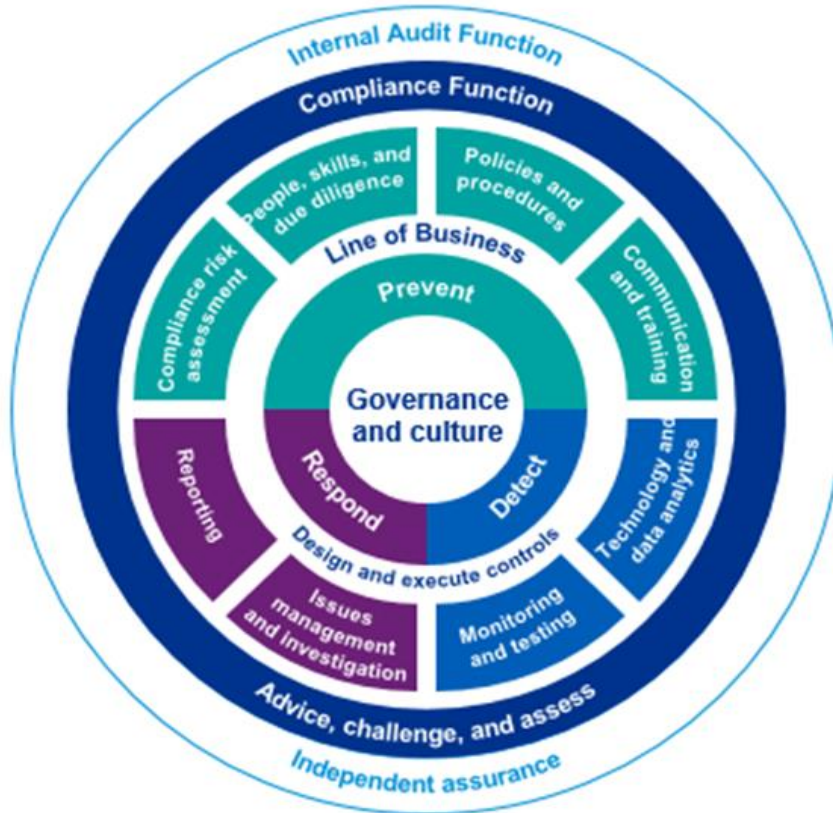 Internal Audit Function
Compliance Function
People, skills, and
due diligence
Policies and
procedures
Compliance risk
assessment
Communication
and training
Line of Business
Prevent
Governance
and culture
Respond
Detect
Design and execute controls
Reporting
Technology and
data analytics
Issues
management
and investigation
Monitoring
and testing
Advice, challenge, and assess
Independent assurance